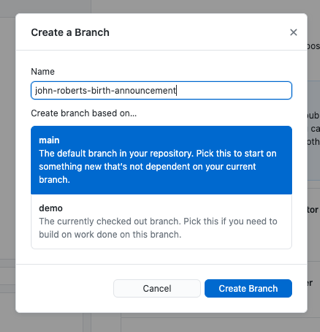 Create a Branch
Name
john-roberts-birth-announcement
Create branch based on...
main
The default branch in your repository. Pick this to start on
something new that's not dependent on your current
branch.
demo
The currently checked out branch. Pick this if you need to
build on work done on this branch.
Cancel
Create Branch